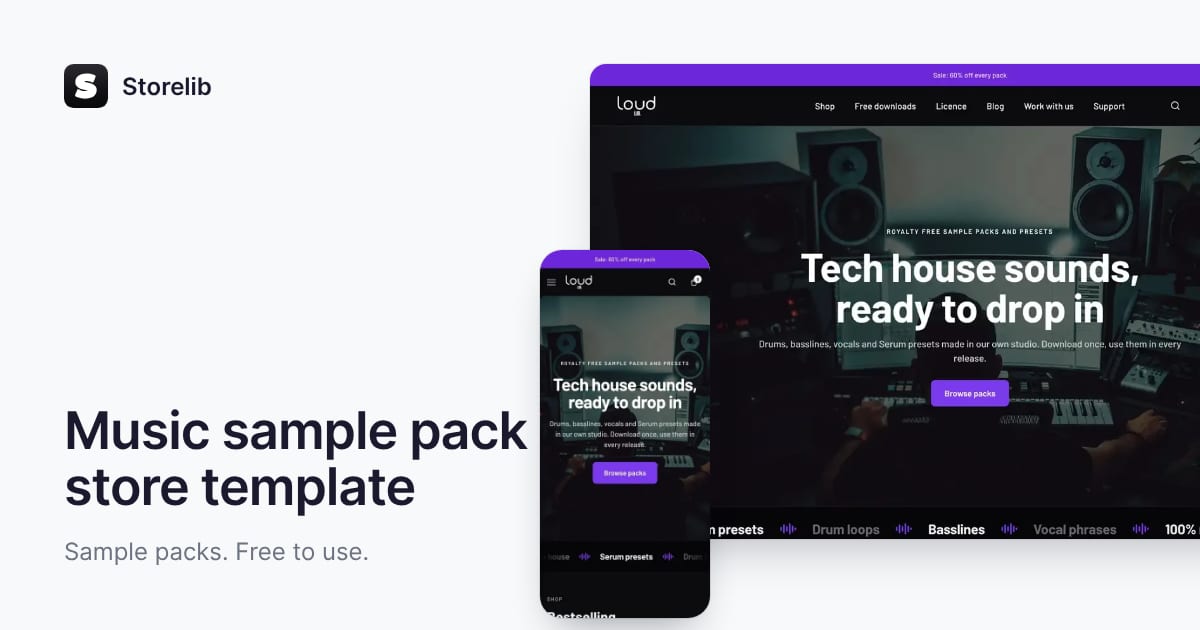 Storelib
Music sample pack
store template
Sample packs. Free to use.
Sale: 60% off every pack
loud
Shop
Free downloads
Licence
Blog
Work with us
Support
ROYALTY FREE SAMPLE PACKS AND PRESETS
Tech house sounds,
ready to drop in
Drums, basslines, vocals and Serum presets made in our own studio. Download once, use them in every
release.
Browse packs
m presets
Drum loops
Basslines
Vocal phrases
100%
Sale: 60% off every pack
loud
ROYALTY FREE SAMPLE PACKS AND PRESETS
Tech house sounds,
ready to drop in
Drums, basslines, vocals and Serum presets made
in our own studio. Download once, use them in
every release.
Browse packs
house
Serum presets
Drum
SHOP
Bestselling